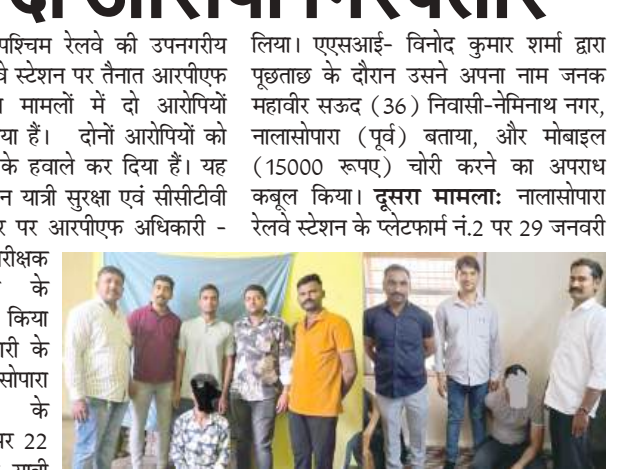 दो आरोपी गिरफ्तार
पश्चिम रेलवे की उपनगरीय
स्टेशन पर तैनात आरपीएफ
मामलों में दो आरोपियों
हैं। दोनों आरोपियों को
के हवाले कर दिया हैं। यह
यात्री सुरक्षा एवं सीसीटीवी
पर आरपीएफ अधिकारी -
के
किया
के
के
22
लिया। एएसआई- विनोद कुमार शर्मा द्वारा
पूछताछ के दौरान उसने अपना नाम जनक
महावीर सऊद (36) निवासी-नेमिनाथ नगर,
नालासोपारा (पूर्व) बताया, और मोबाइल
(15000 रूपए) चोरी करने का अपराध
कबूल किया। दूसरा मामलाः नालासोपारा
रेलवे स्टेशन के प्लेटफार्म नं.2 पर 29 जनवरी